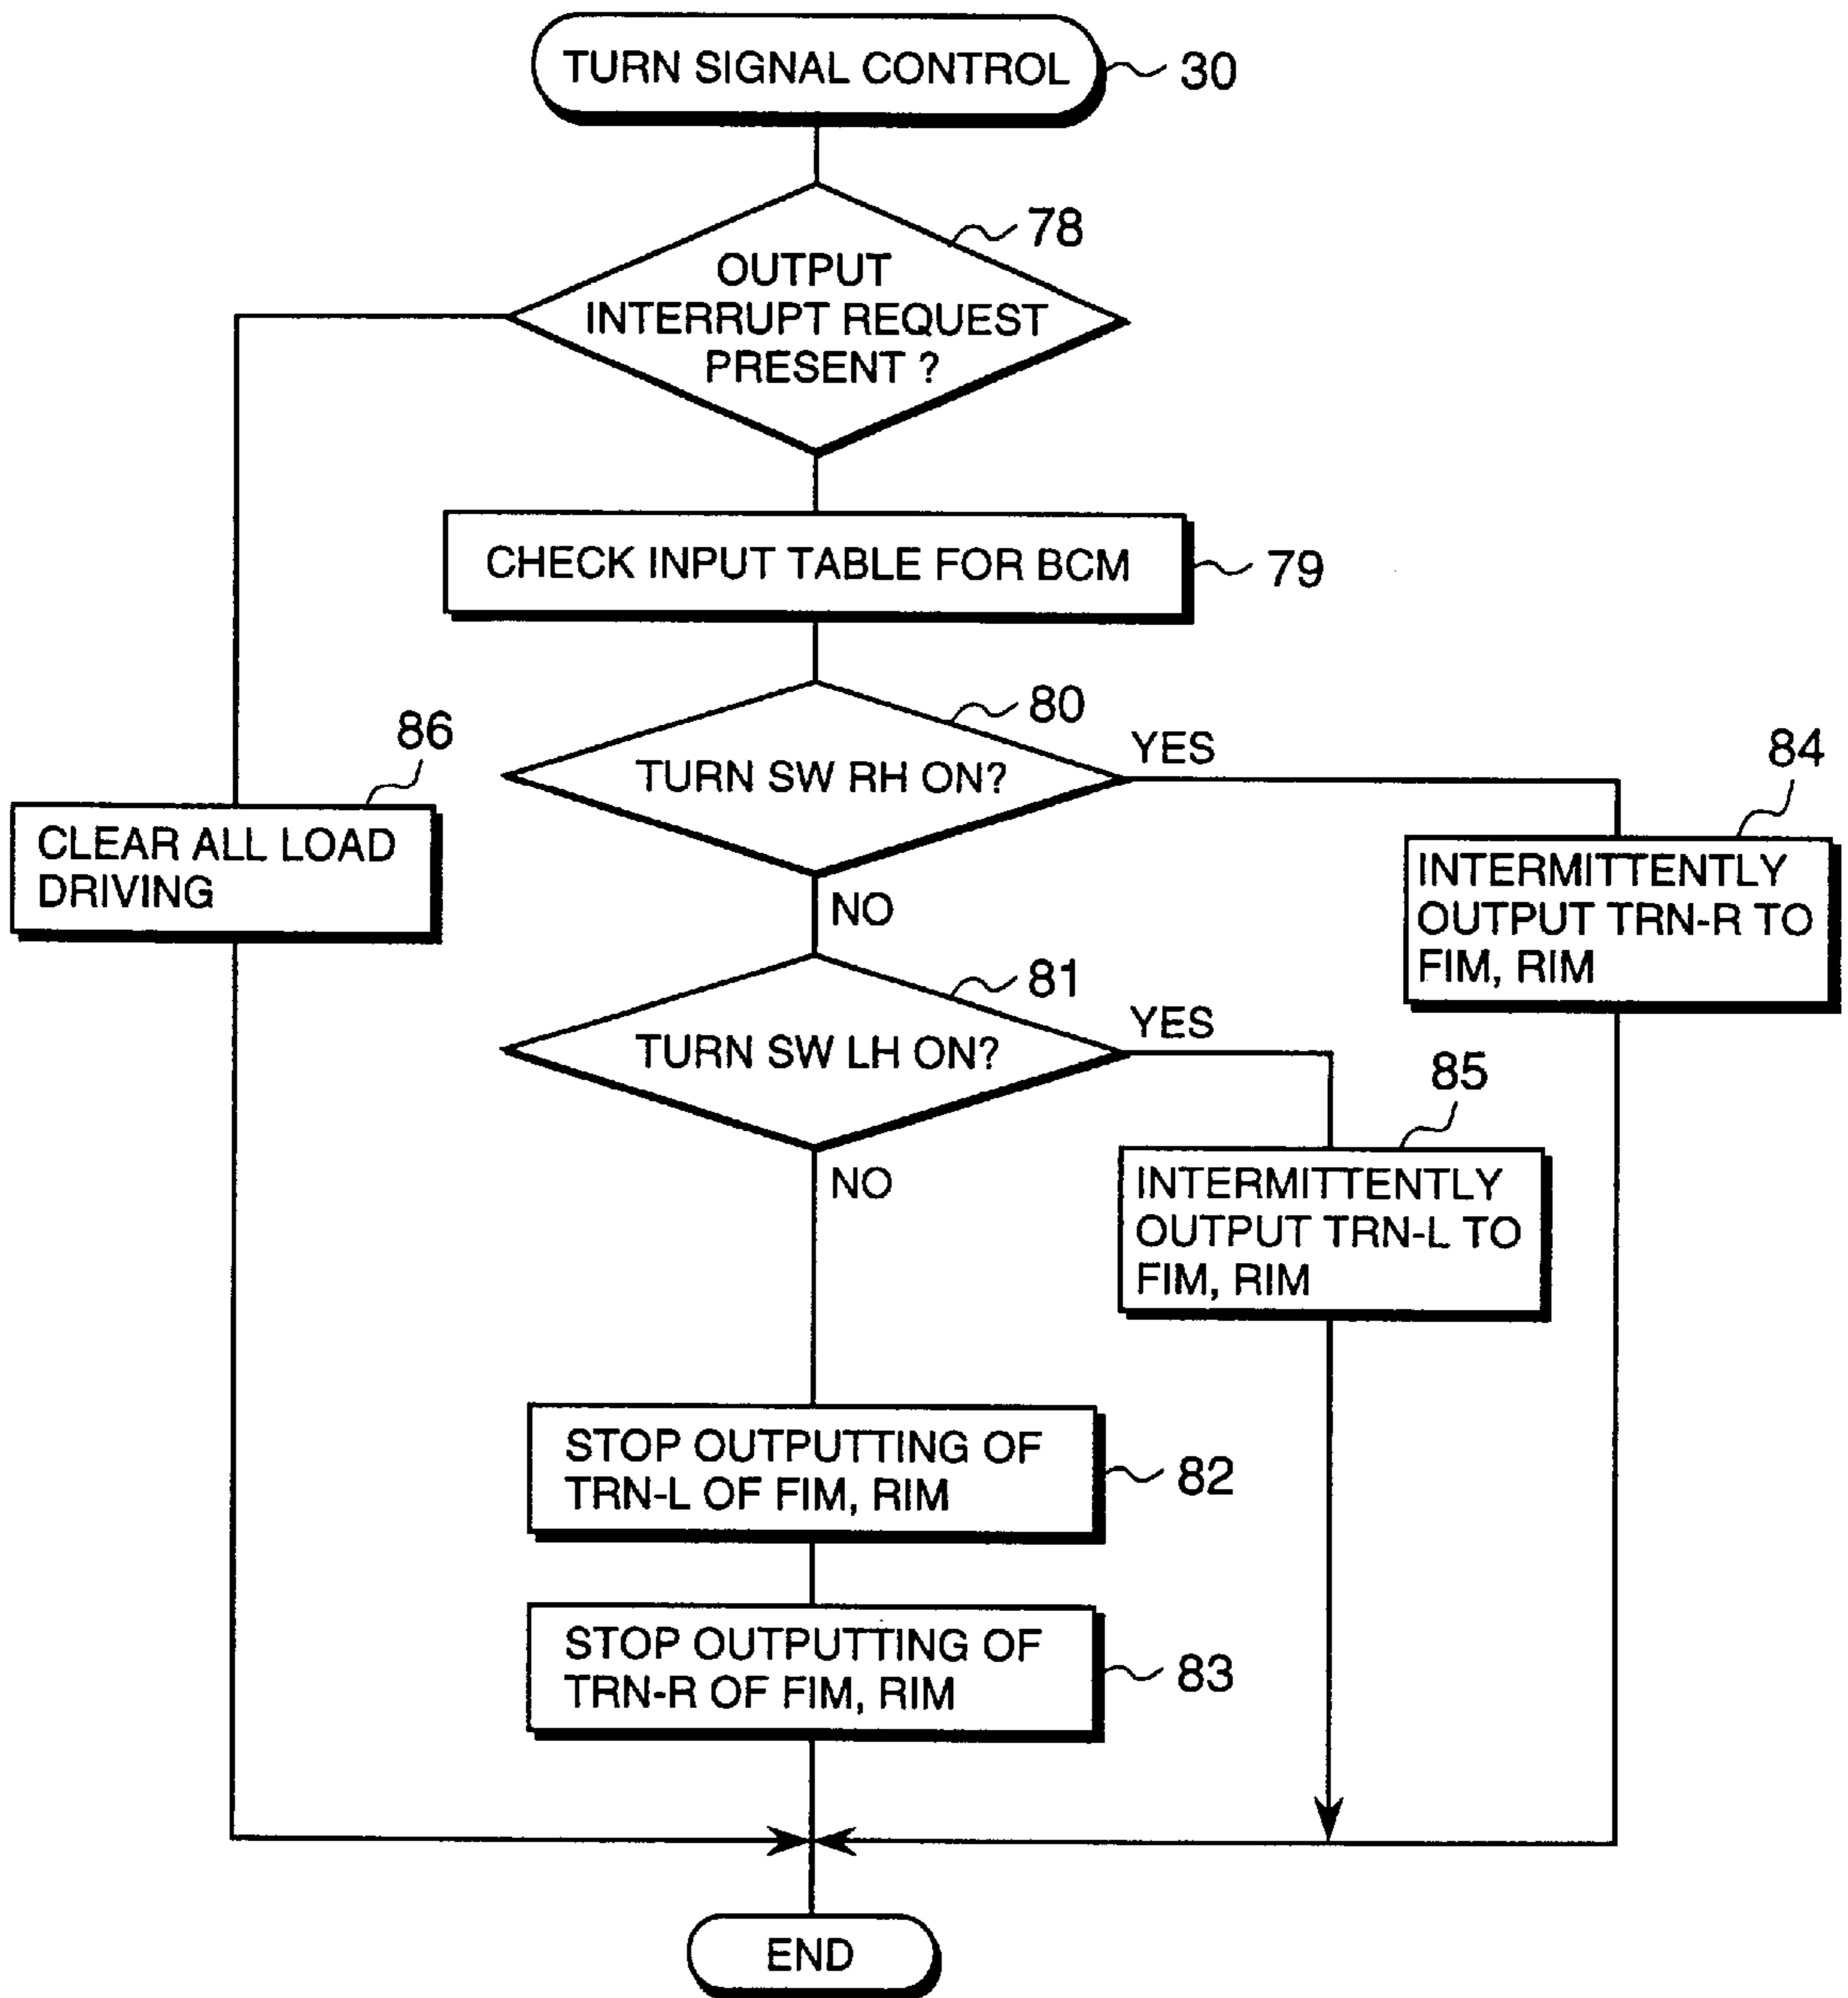 TURN SIGNAL CONTROL
30
78
OUTPUT
INTERRUPT REQUEST
PRESENT ?
CHECK INPUT TABLE FOR BCM
79
80
TURN SW RH ON?
YES
NO
84
INTERMITTENTLY
OUTPUT TRN-R TO
FIM, RIM
86
CLEAR ALL LOAD
DRIVING
81
TURN SW LH ON?
YES
NO
85
INTERMITTENTLY
OUTPUT TRN-L TO
FIM, RIM
STOP OUTPUTTING OF
TRN-L OF FIM, RIM
82
STOP OUTPUTTING OF
TRN-R OF FIM, RIM
83
END